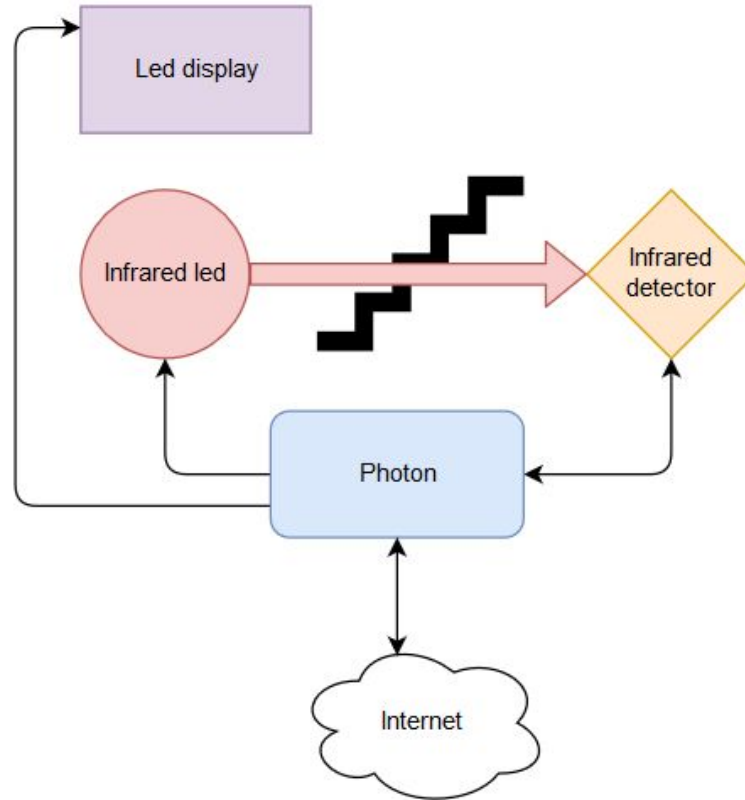 Led display
Infrared led
Infrared
detector
Photon
Internet